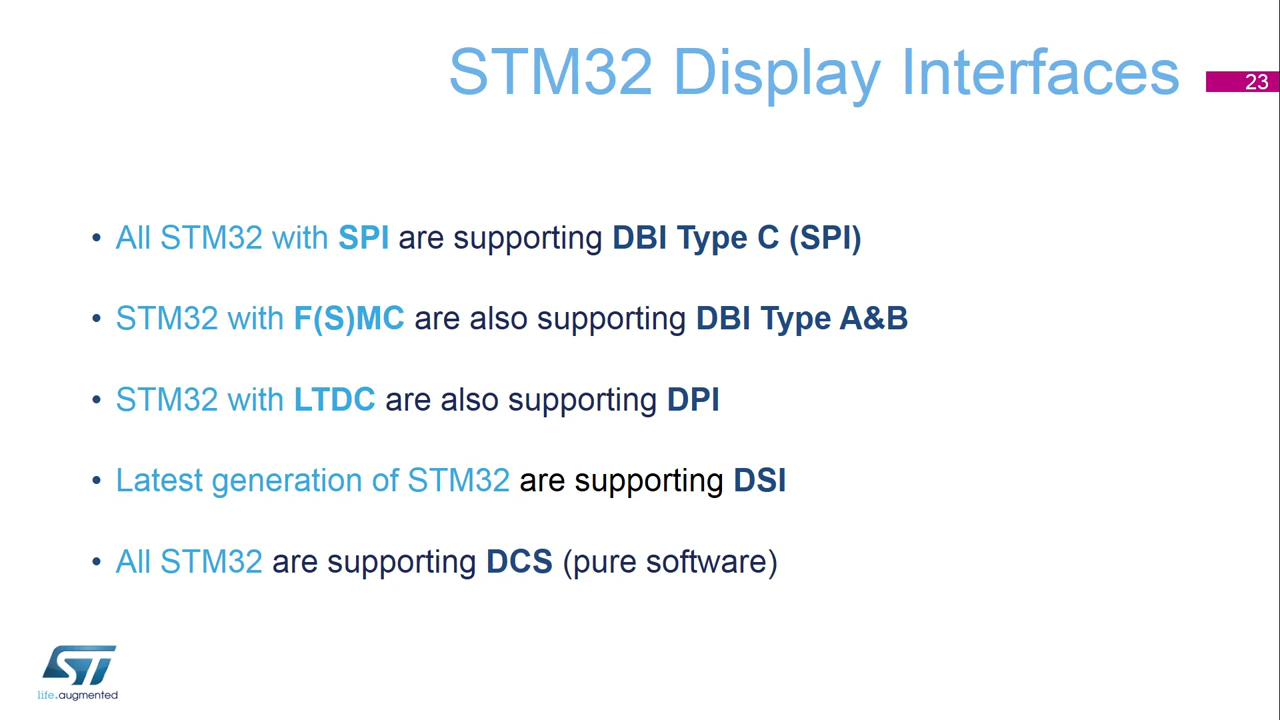 STM32 Display Interfaces
23
• All STM32 with SPI are supporting DBI Type C (SPI)
• STM32 with F(S)MC are also supporting DBI Type A&B
• STM32 with LTDC are also supporting DPI
• Latest generation of STM32 are supporting DSI
• All STM32 are supporting DCS (pure software)
ST
life.augmented